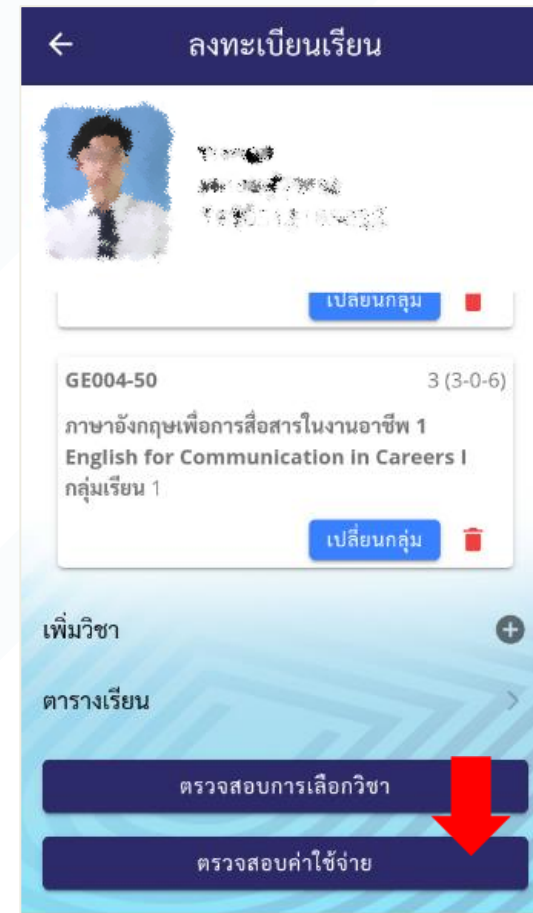 ลงทะเบียนเรียน
เปลี่ยนกลุ่ม
GE004-50 3 (3-0-6)
ภาษาอังกฤษเพื่อการสื่อสารในงานอาชีพ 1
English for Communication in Careers I
กลุ่มเรียน 1
เปลี่ยนกลุ่ม
เพิ่มวิชา
ตารางเรียน
ตรวจสอบการเลือกวิชา
ตรวจสอบค่าใช้จ่าย